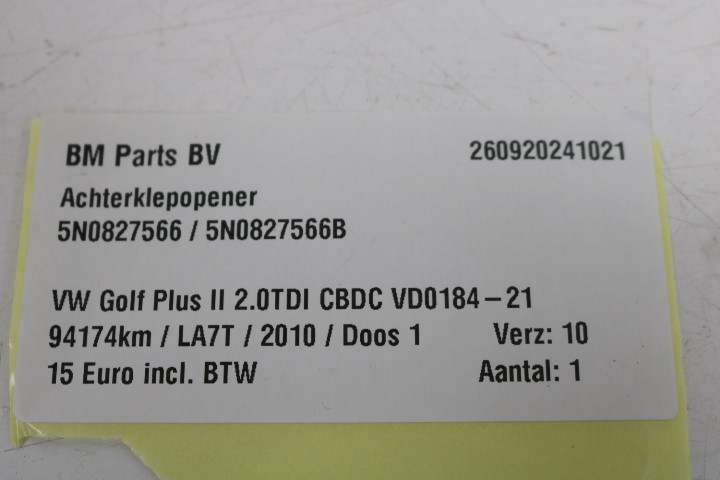 BM Parts BV 260920241021
Achterklepopener
5N0827566 / 5N0827566B
VW Golf Plus II 2.0TDI CBDC VD0184-21
94174km / LA7T / 2010 / Doos 1 Verz: 10
15 Euro incl. BTW Aantal: 1